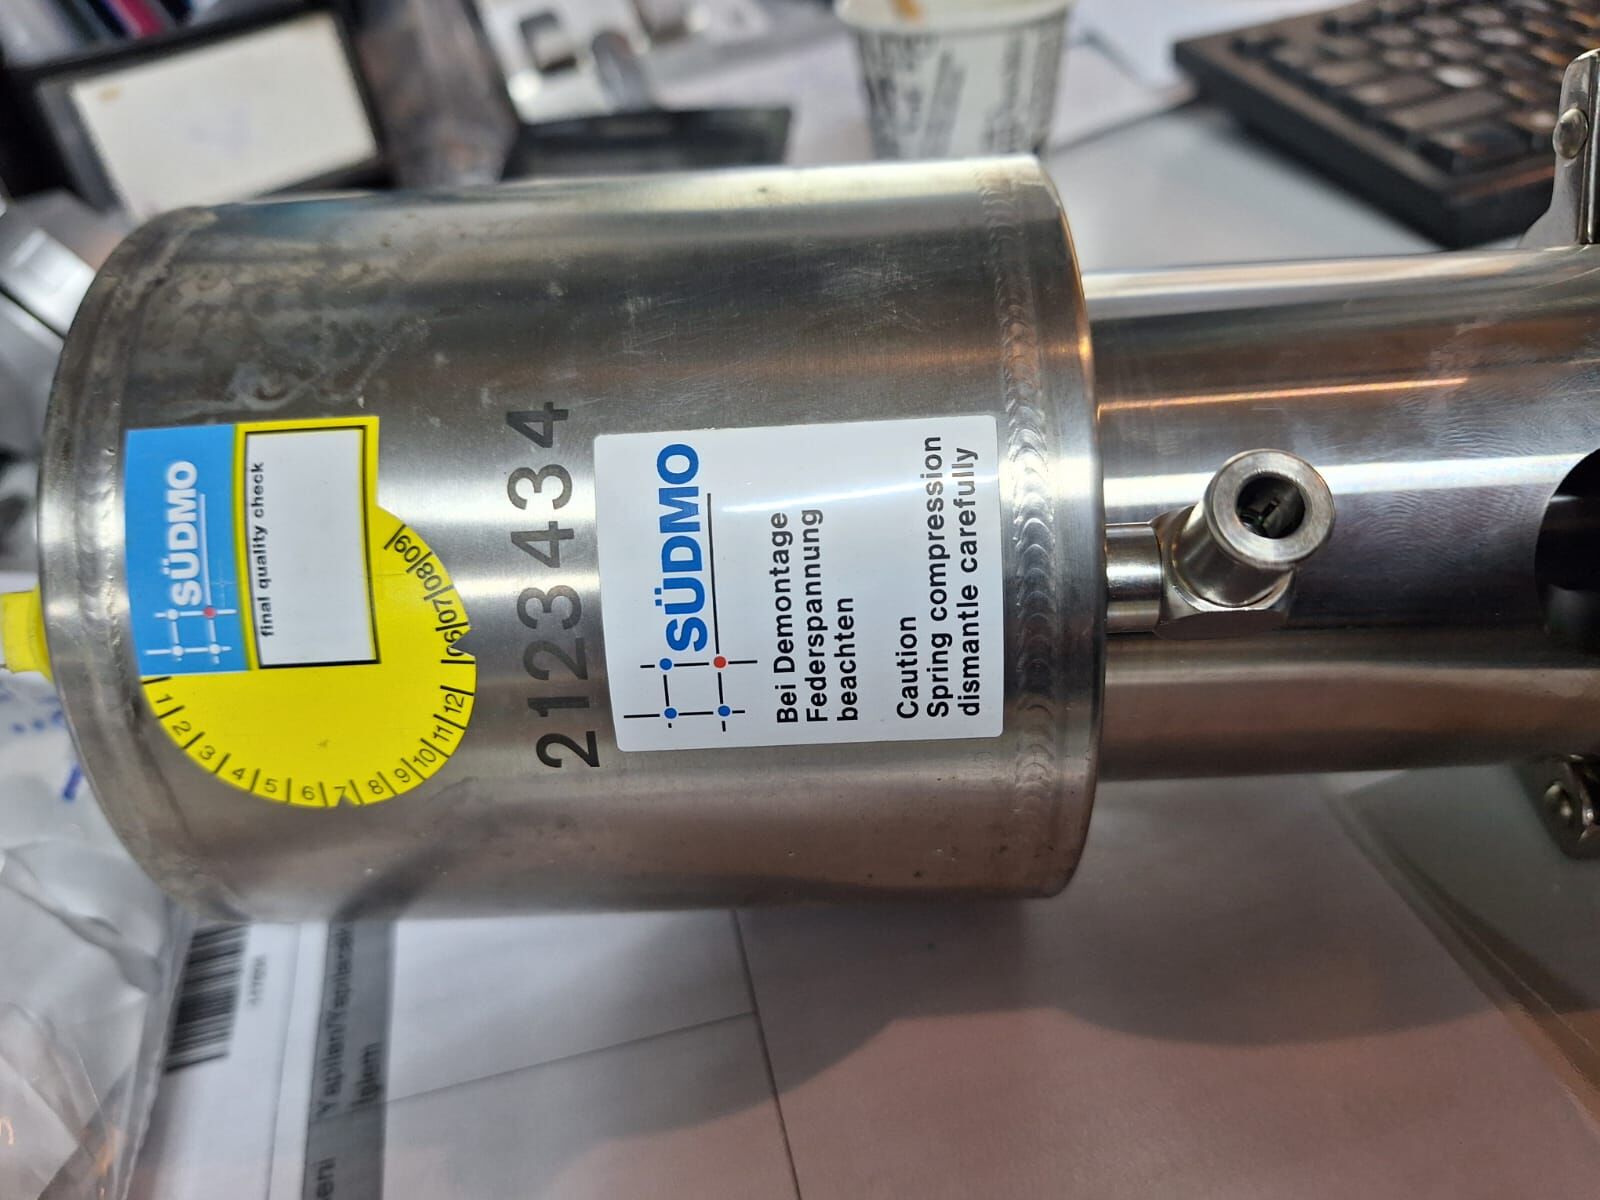 SÜDMO
final quality check
1 2 3 4 5 6 7 8 9 10 11 12
06 07 08 09
2123434
SÜDMO
Bei Demontage
Federspannung
beachten
Caution
Spring compression
dismantle carefully